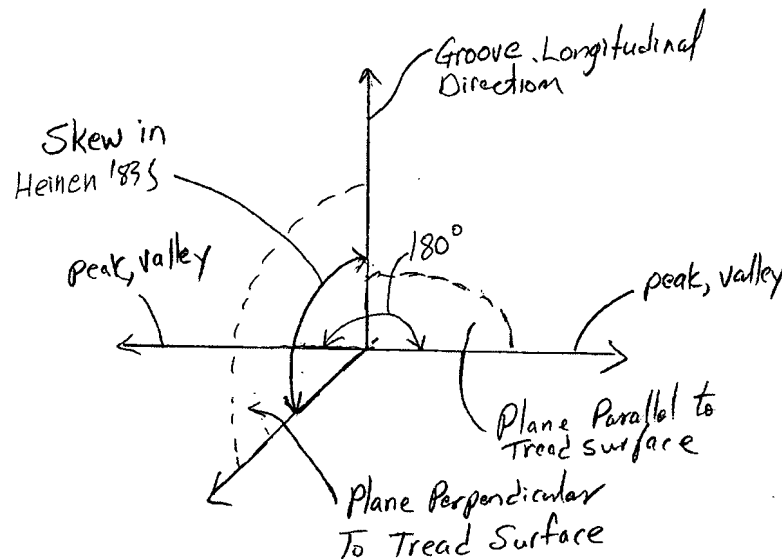 Groove Longitudinal
Direction
Skew in
Heinen '835
180°
peak, valley
peak, valley
Plane Parallel to
Tread surface
Plane Perpendicular
To Tread Surface